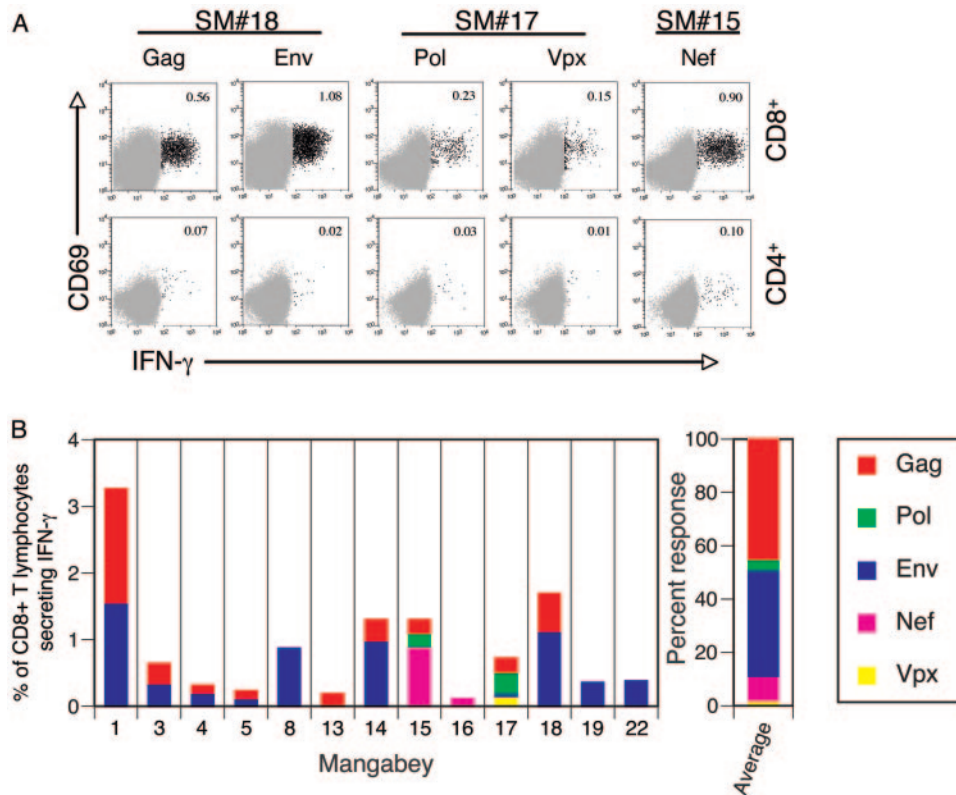 A
SM#18 SM#17 SM#15
Gag Env Pol Vpx Nef
0.56 1.08 0.23 0.15 0.90
CD8+
CD69
0.07 0.02 0.03 0.01 0.10
CD4+
IFN-γ
B
% of CD8+ T lymphocytes
secreting IFN-γ
4
3
2
1
0
1 3 4 5 8 13 14 15 16 17 18 19 22
Mangabey
Percent response
100
80
60
40
20
0
Average
Gag
Pol
Env
Nef
Vpx